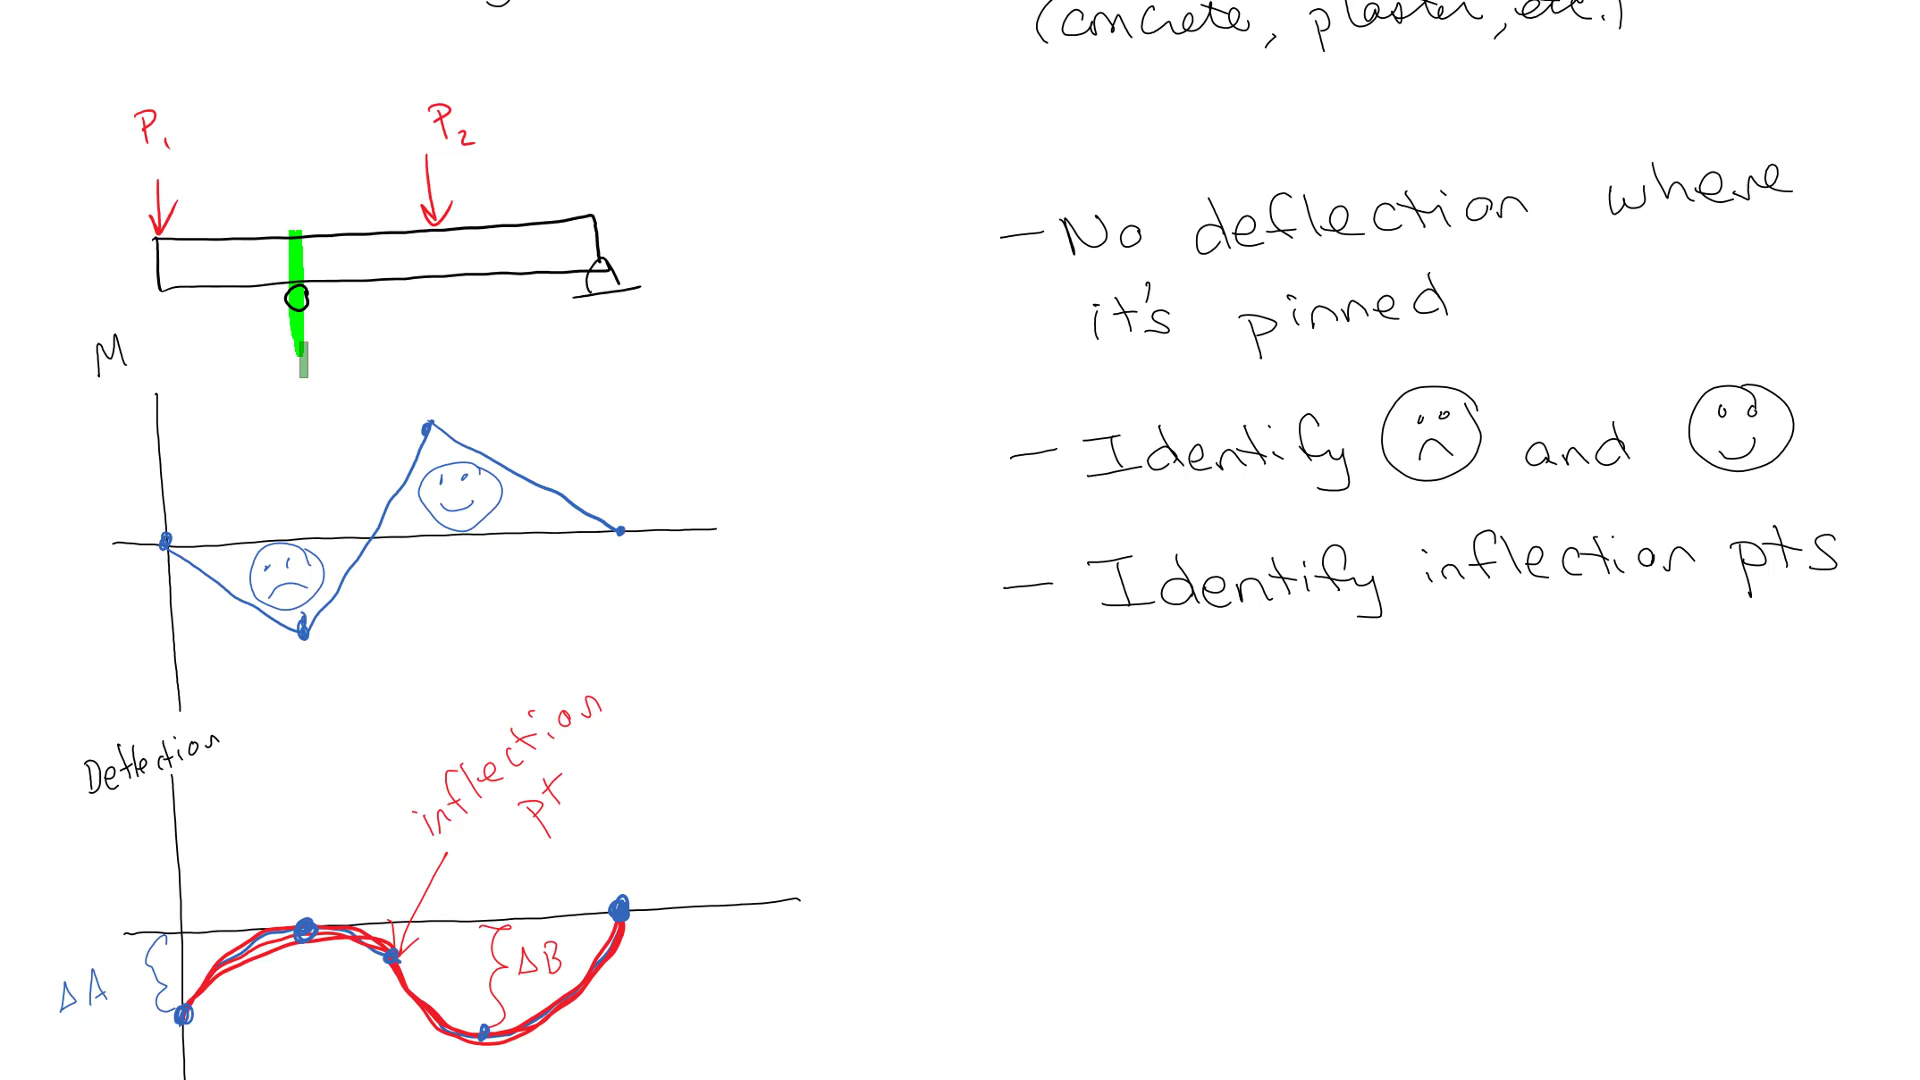 (concrete, plaster, etc.)
P1
P2
- No deflection where
it's pinned
M
- Identify and
- Identify inflection pts
Deflection
inflection
pt
ΔA
ΔB